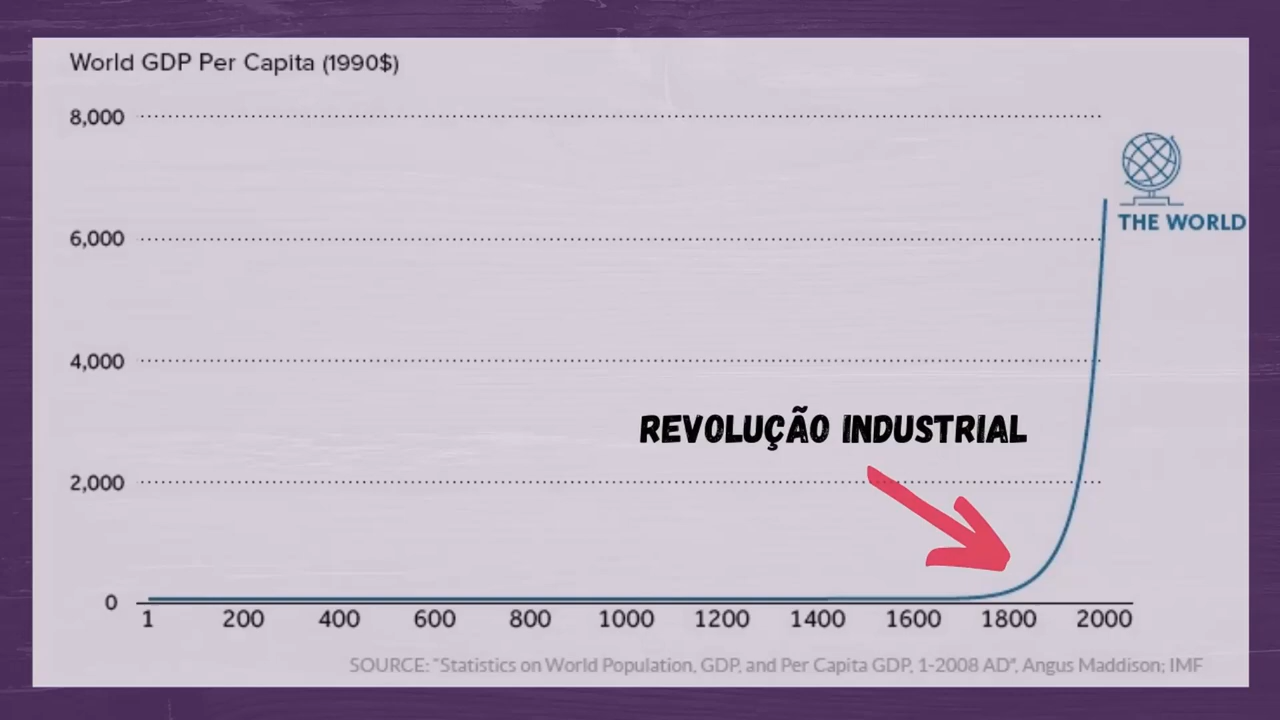 World GDP Per Capita (1990$)
8,000
THE WORLD
6,000
4,000
REVOLUÇÃO INDUSTRIAL
2,000
0
1 200 400 600 800 1000 1200 1400 1600 1800 2000
SOURCE: "Statistics on World Population, GDP, and Per Capita GDP, 1-2008 AD", Angus Maddison; IMF